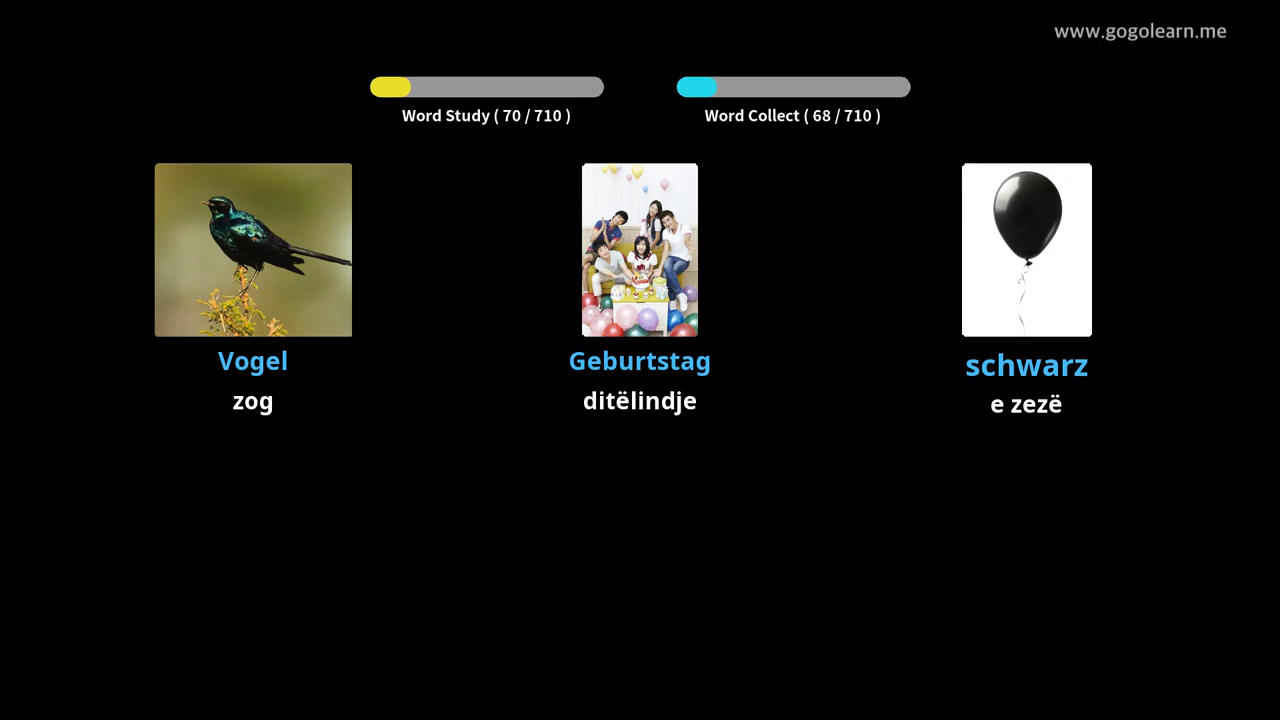 www.gogolearn.me
Word Study ( 70 / 710 )
Word Collect ( 68 / 710 )
Vogel
zog
Geburtstag
ditëlindje
schwarz
e zezë